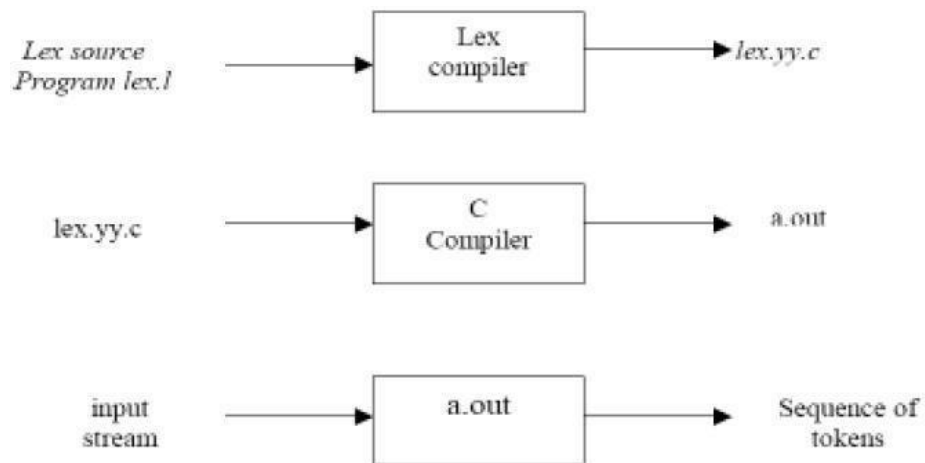 Lex source
Program lex.l
Lex
compiler
lex.yy.c
lex.yy.c
C
Compiler
a.out
input
stream
a.out
Sequence of
tokens